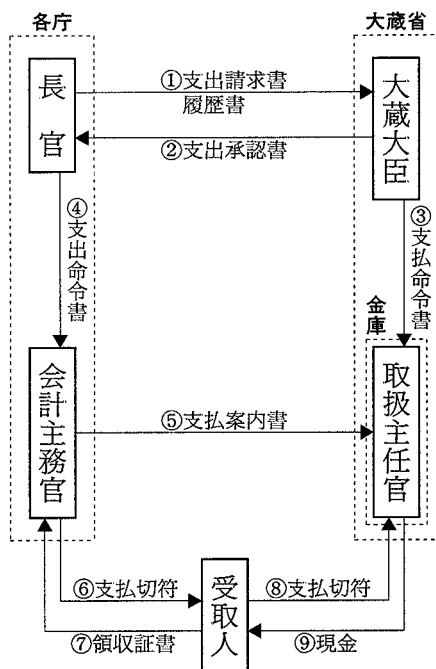 各庁
大蔵省
長官
①支出請求書
履歴書
②支出承認書
大蔵大臣
④支出命令書
③支払命令書
金庫
会計主務官
⑤支払案内書
取扱主任官
⑥支払切符
⑦領収証書
受取人
⑧支払切符
⑨現金